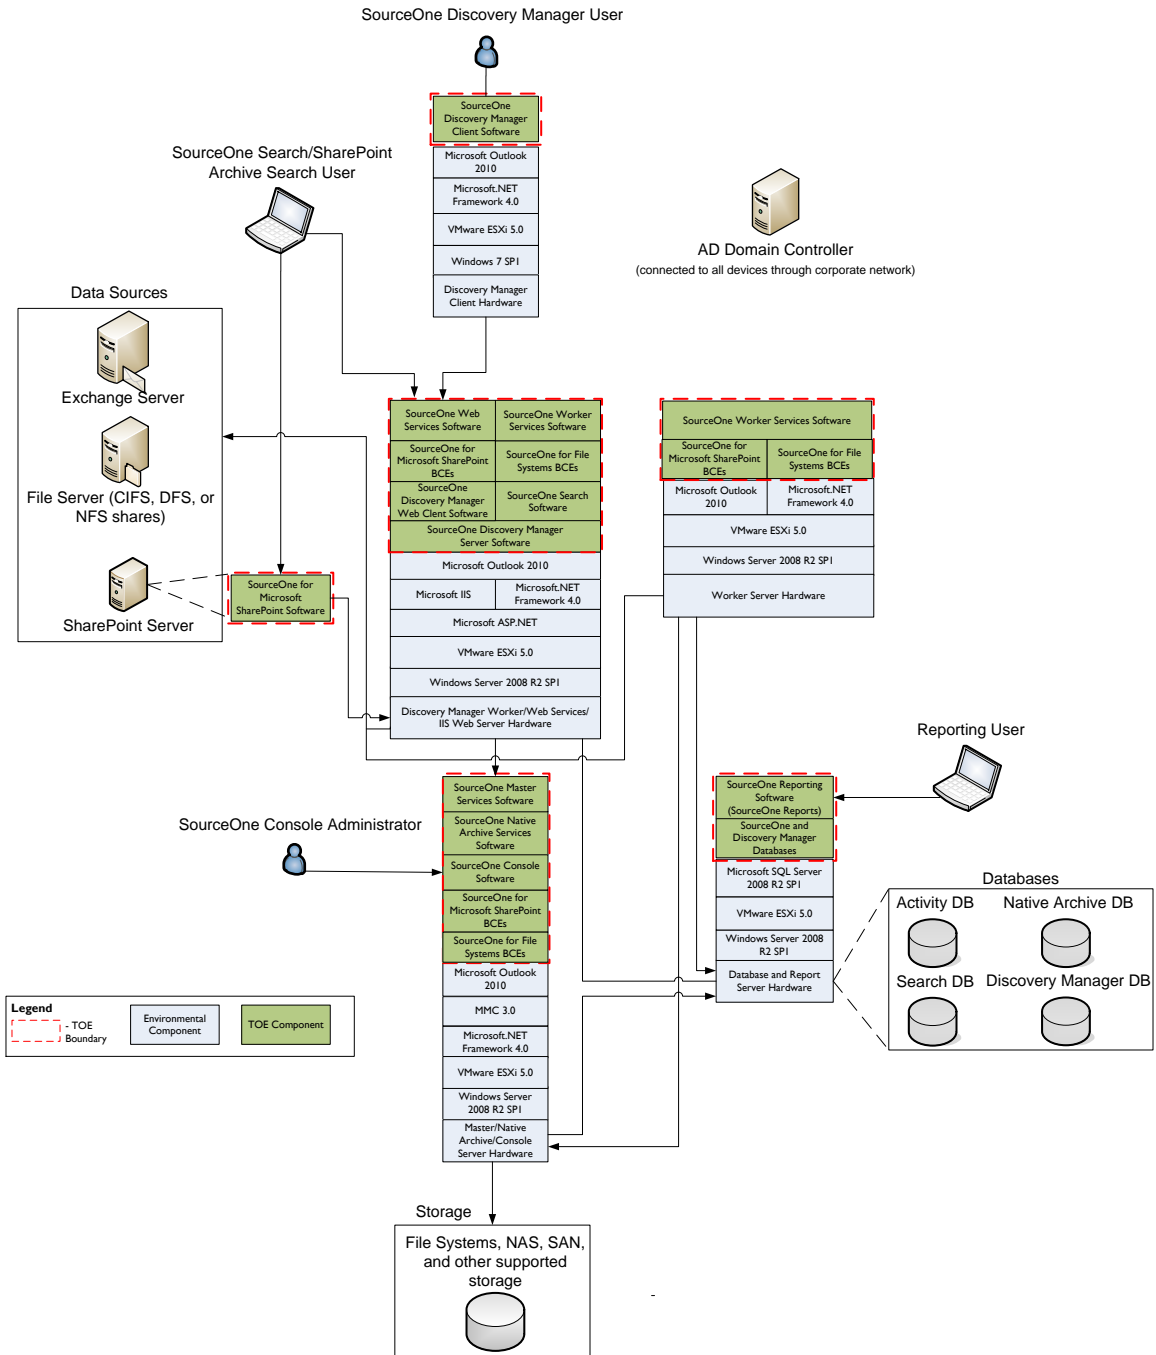 SourceOne Discovery Manager User
SourceOne
Discovery Manager
Client Software
Microsoft Outlook
2010
Microsoft.NET
Framework 4.0
VMware ESXi 5.0
Windows 7 SP1
Discovery Manager
Client Hardware
SourceOne Search/SharePoint
Archive Search User
AD Domain Controller
(connected to all devices through corporate network)
Data Sources
Exchange Server
File Server (CIFS, DFS, or
NFS shares)
SharePoint Server
SourceOne for
Microsoft
SharePoint Software
SourceOne Web
Services Software
SourceOne Worker
Services Software
SourceOne for
Microsoft SharePoint
BCEs
SourceOne for File
Systems BCEs
SourceOne
Discovery Manager
Web Client Software
SourceOne Search
Software
SourceOne Discovery Manager
Server Software
Microsoft Outlook 2010
Microsoft IIS
Microsoft.NET
Framework 4.0
Microsoft ASP.NET
VMware ESXi 5.0
Windows Server 2008 R2 SP1
Discovery Manager Worker/Web Services/
IIS Web Server Hardware
SourceOne Worker Services Software
SourceOne for
Microsoft SharePoint
BCEs
SourceOne for File
Systems BCEs
Microsoft Outlook
2010
Microsoft.NET
Framework 4.0
VMware ESXi 5.0
Windows Server 2008 R2 SP1
Worker Server Hardware
Reporting User
SourceOne Reporting
Software
(SourceOne Reports)
SourceOne and
Discovery Manager
Databases
Microsoft SQL Server
2008 R2 SP1
VMware ESXi 5.0
Windows Server 2008
R2 SP1
Database and Report
Server Hardware
Databases
Activity DB
Native Archive DB
Search DB
Discovery Manager DB
SourceOne Console Administrator
SourceOne Master
Services Software
SourceOne Native
Archive Services
Software
SourceOne Console
Software
SourceOne for
Microsoft SharePoint
BCEs
SourceOne for File
Systems BCEs
Microsoft Outlook
2010
MMC 3.0
Microsoft.NET
Framework 4.0
VMware ESXi 5.0
Windows Server
2008 R2 SP1
Master/Native
Archive/Console
Server Hardware
Legend
- TOE
Boundary
Environmental
Component
TOE Component
Storage
File Systems, NAS, SAN,
and other supported
storage
-